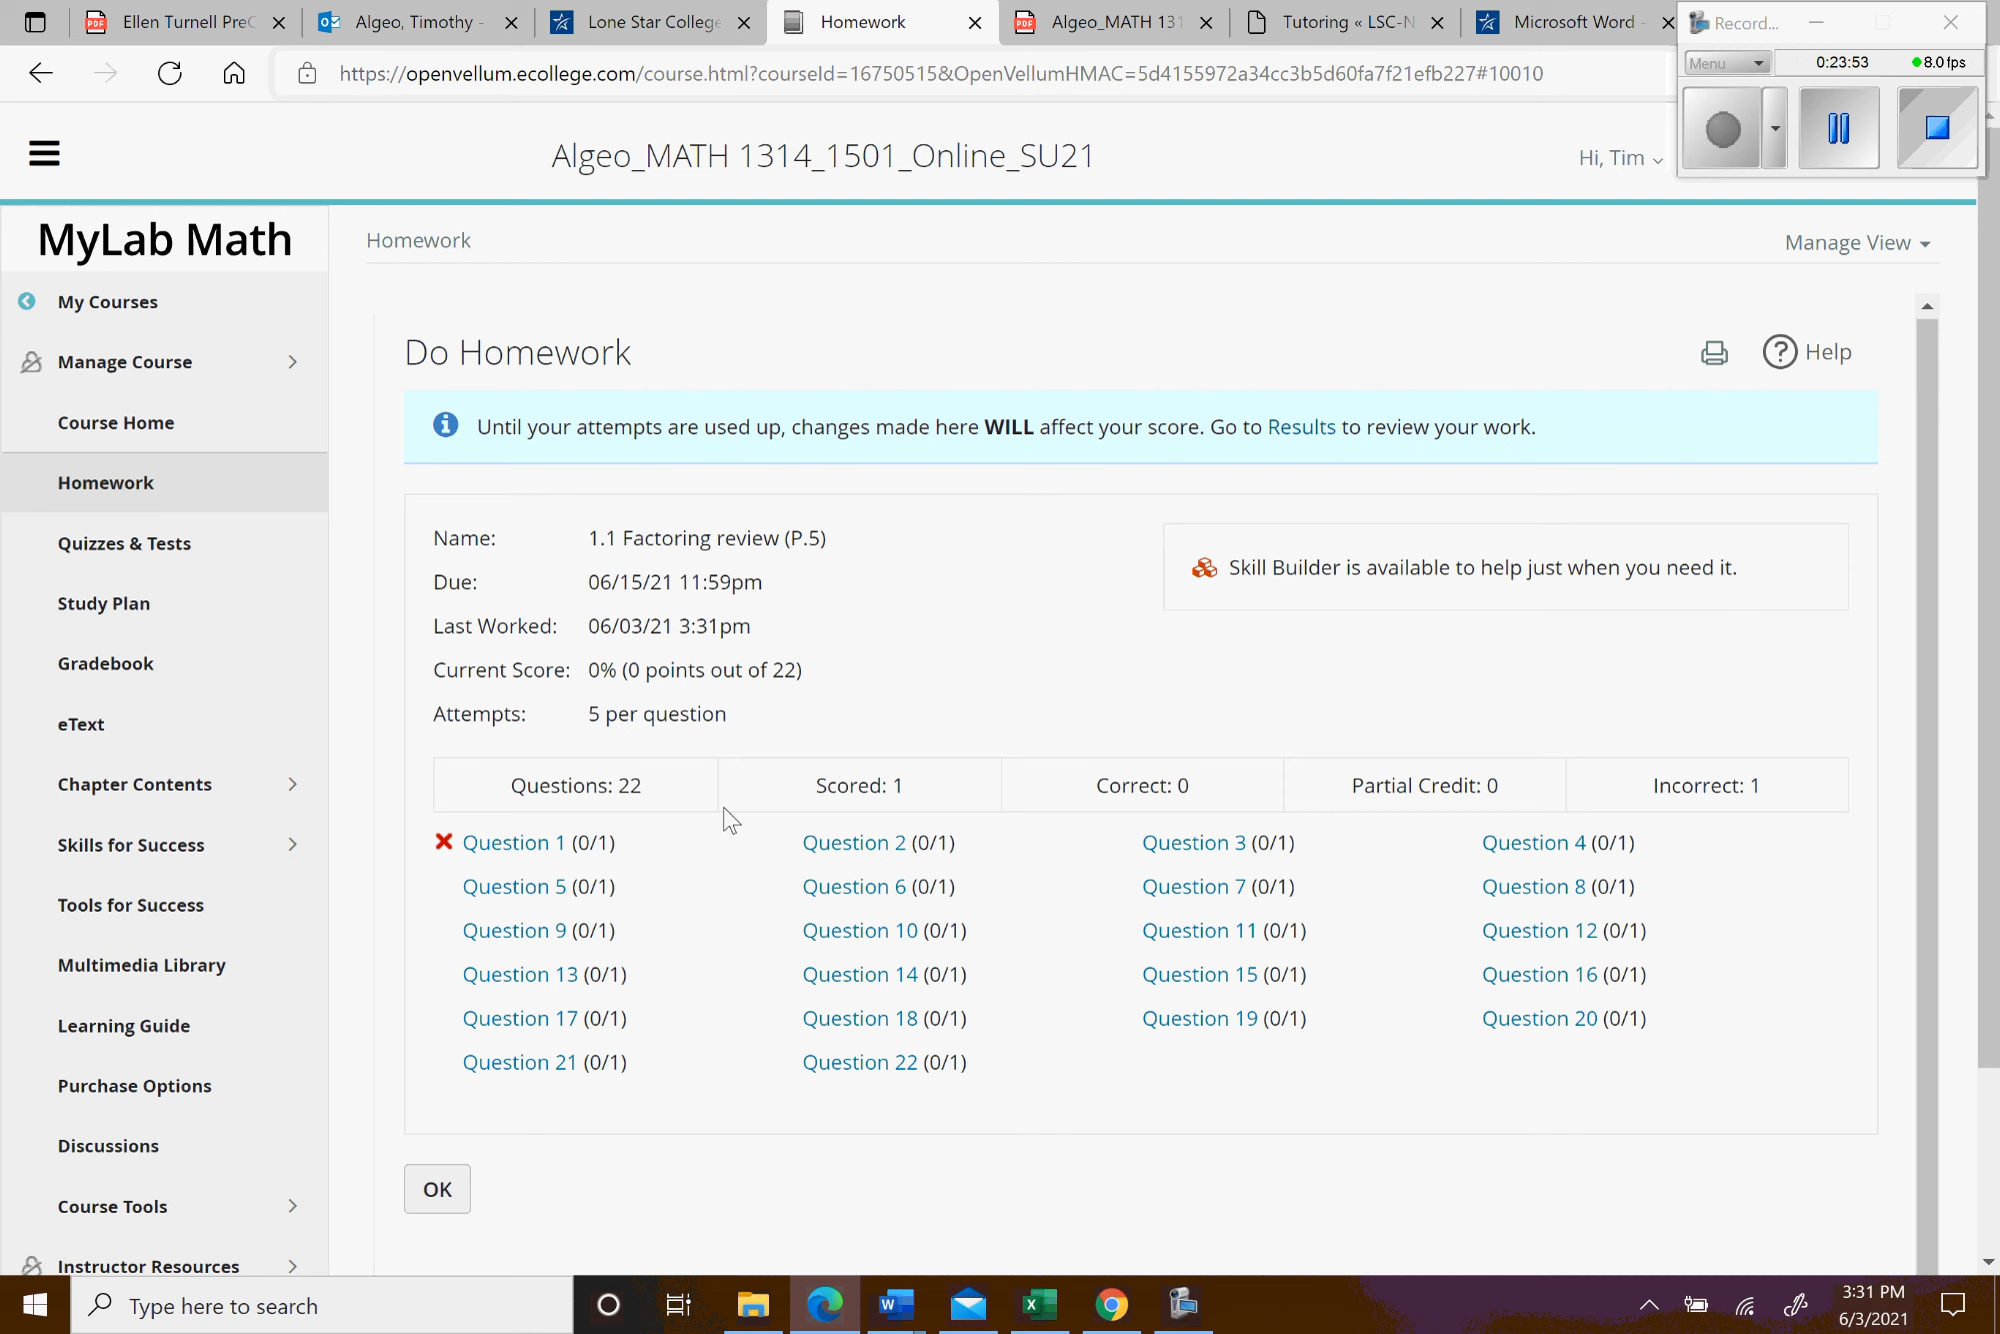 Ellen Turnell PreC
Algeo, Timothy -
Lone Star College
Homework
Algeo_MATH 131
Tutoring « LSC-N
Microsoft Word -
Record...
https://openvellum.ecollege.com/course.html?courseId=16750515&OpenVellumHMAC=5d4155972a34cc3b5d60fa7f21efb227#10010
Menu
0:23:53
8.0 fps
Algeo_MATH 1314_1501_Online_SU21
Hi, Tim
MyLab Math
My Courses
Manage Course
Course Home
Homework
Quizzes & Tests
Study Plan
Gradebook
eText
Chapter Contents
Skills for Success
Tools for Success
Multimedia Library
Learning Guide
Purchase Options
Discussions
Course Tools
Instructor Resources
Homework
Manage View
Do Homework
Help
Until your attempts are used up, changes made here WILL affect your score. Go to Results to review your work.
Name: 1.1 Factoring review (P.5)
Due: 06/15/21 11:59pm
Last Worked: 06/03/21 3:31pm
Current Score: 0% (0 points out of 22)
Attempts: 5 per question
Skill Builder is available to help just when you need it.
Questions: 22 Scored: 1 Correct: 0 Partial Credit: 0 Incorrect: 1
Question 1 (0/1) Question 2 (0/1) Question 3 (0/1) Question 4 (0/1)
Question 5 (0/1) Question 6 (0/1) Question 7 (0/1) Question 8 (0/1)
Question 9 (0/1) Question 10 (0/1) Question 11 (0/1) Question 12 (0/1)
Question 13 (0/1) Question 14 (0/1) Question 15 (0/1) Question 16 (0/1)
Question 17 (0/1) Question 18 (0/1) Question 19 (0/1) Question 20 (0/1)
Question 21 (0/1) Question 22 (0/1)
OK
Type here to search
3:31 PM
6/3/2021